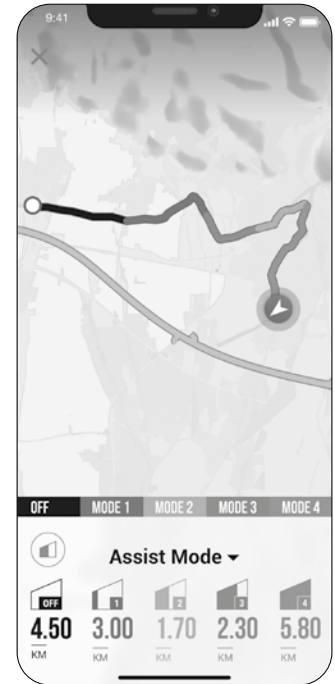 9:41
OFF MODE 1 MODE 2 MODE 3 MODE 4
Assist Mode
OFF 1 2 3 4
4.50 3.00 1.70 2.30 5.80
KM KM KM KM KM